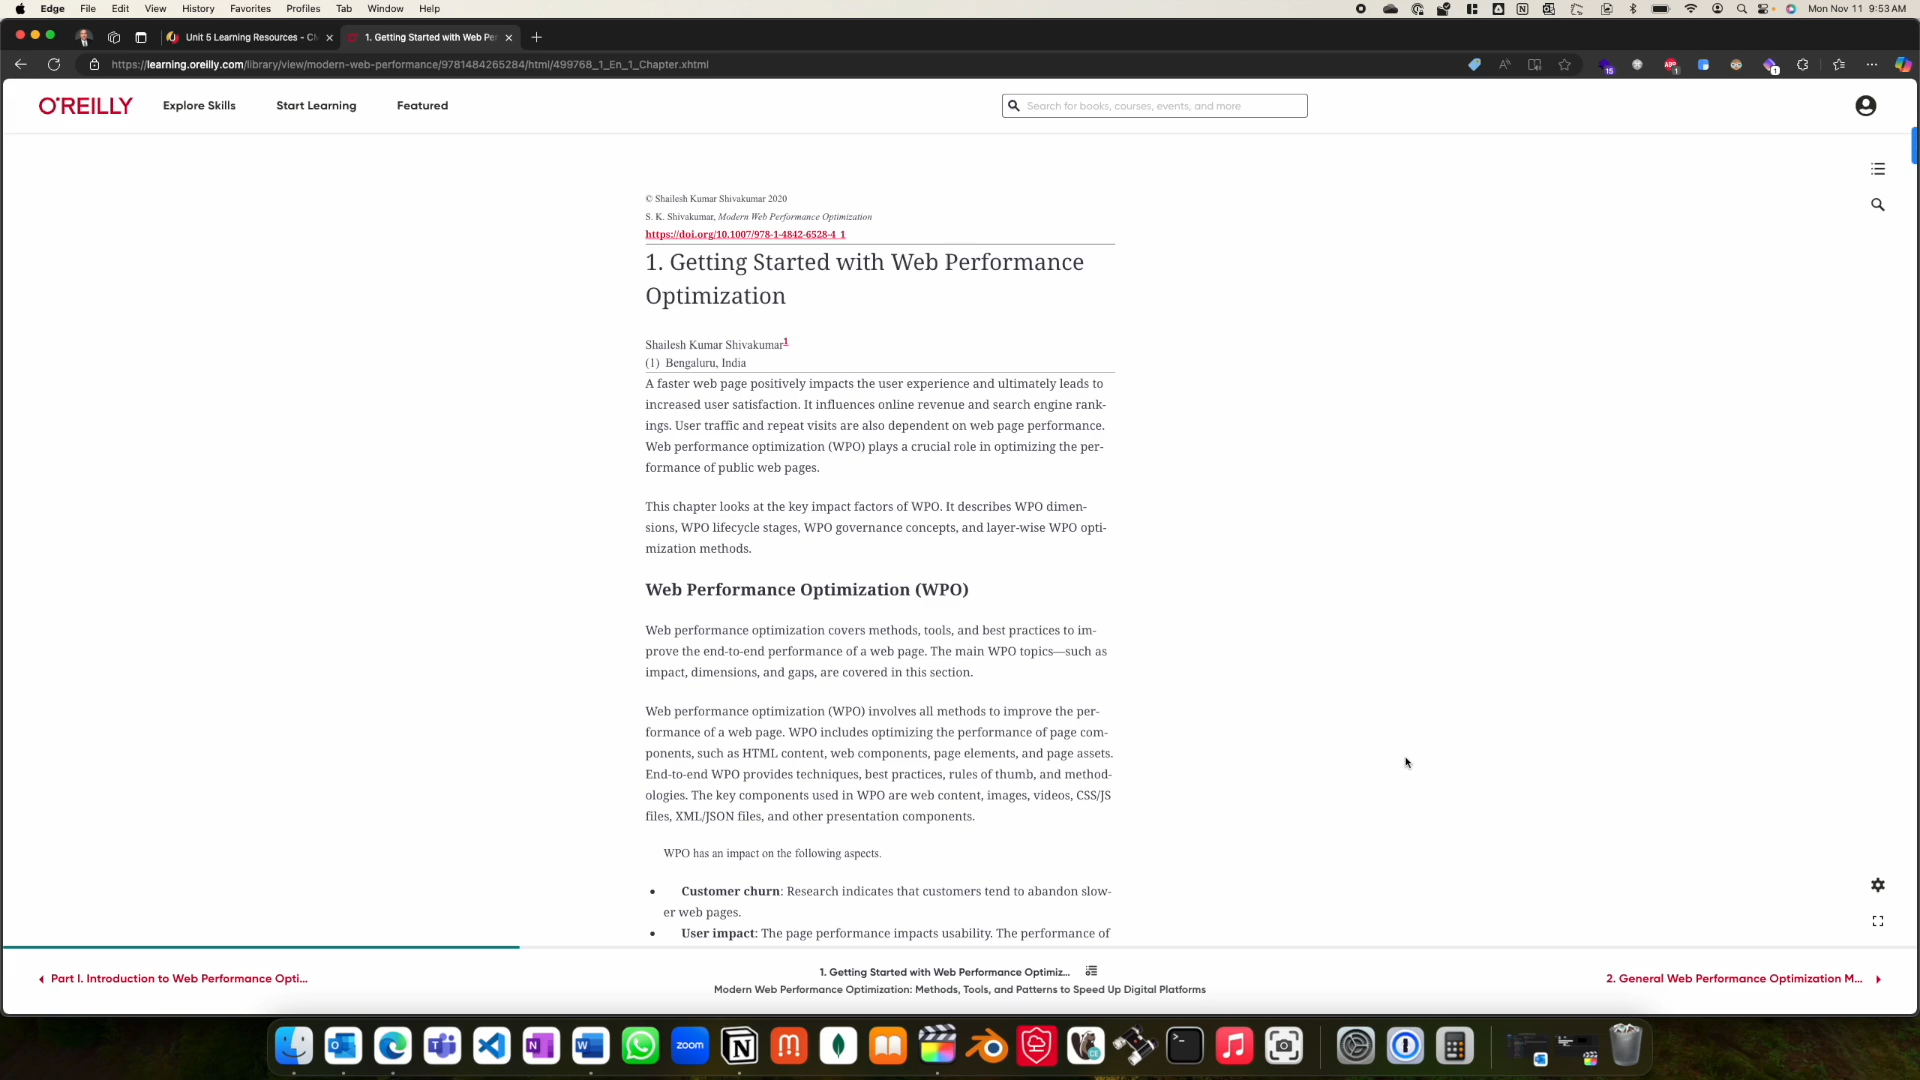 Edge File Edit View History Favorites Profiles Tab Window Help
Mon Nov 11 9:53 AM
Unit 5 Learning Resources - C
1. Getting Started with Web Pe
https://learning.oreilly.com/library/view/modern-web-performance/9781484265284/html/499768_1_En_1_Chapter.xhtml
O'REILLY Explore Skills Start Learning Featured
Search for books, courses, events, and more
© Shailesh Kumar Shivakumar 2020
S. K. Shivakumar, Modern Web Performance Optimization
https://doi.org/10.1007/978-1-4842-6528-4_1
1. Getting Started with Web Performance
Optimization
Shailesh Kumar Shivakumar1
(1) Bengaluru, India
A faster web page positively impacts the user experience and ultimately leads to
increased user satisfaction. It influences online revenue and search engine rank-
ings. User traffic and repeat visits are also dependent on web page performance.
Web performance optimization (WPO) plays a crucial role in optimizing the per-
formance of public web pages.
This chapter looks at the key impact factors of WPO. It describes WPO dimen-
sions, WPO lifecycle stages, WPO governance concepts, and layer-wise WPO opti-
mization methods.
Web Performance Optimization (WPO)
Web performance optimization covers methods, tools, and best practices to im-
prove the end-to-end performance of a web page. The main WPO topics—such as
impact, dimensions, and gaps, are covered in this section.
Web performance optimization (WPO) involves all methods to improve the per-
formance of a web page. WPO includes optimizing the performance of page com-
ponents, such as HTML content, web components, page elements, and page assets.
End-to-end WPO provides techniques, best practices, rules of thumb, and method-
ologies. The key components used in WPO are web content, images, videos, CSS/JS
files, XML/JSON files, and other presentation components.
WPO has an impact on the following aspects.
• Customer churn: Research indicates that customers tend to abandon slow-
er web pages.
• User impact: The page performance impacts usability. The performance of
Part I. Introduction to Web Performance Opti...
1. Getting Started with Web Performance Optimiz...
Modern Web Performance Optimization: Methods, Tools, and Patterns to Speed Up Digital Platforms
2. General Web Performance Optimization M...
zoom